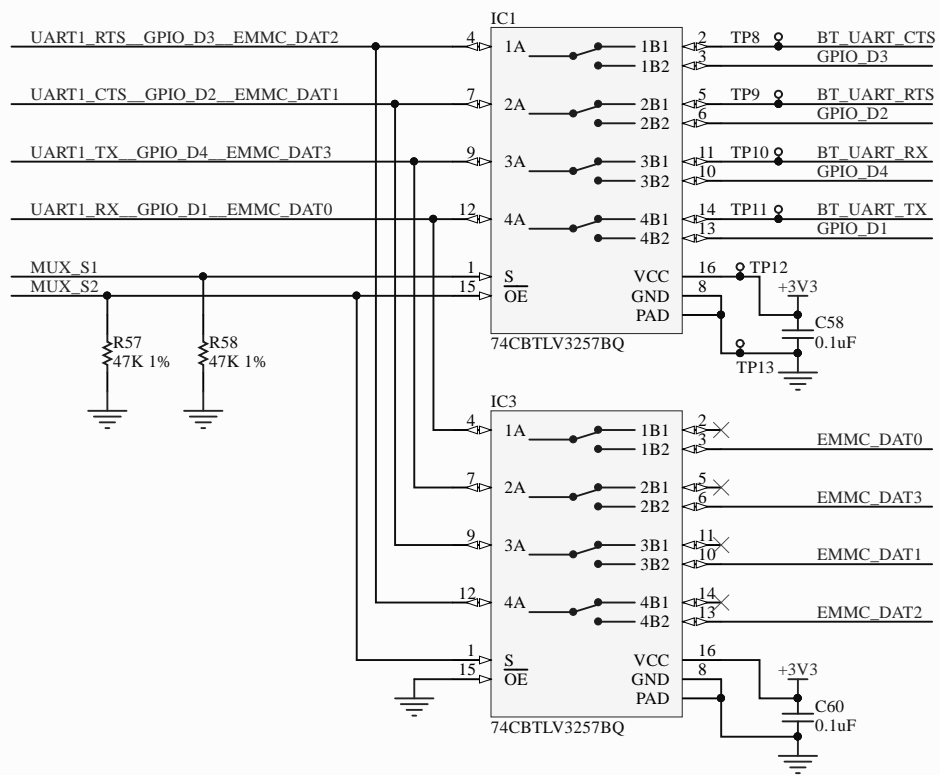 IC1
UART1_RTS__GPIO_D3__EMMC_DAT2 4 1A 1B1 2 TP8 BT_UART_CTS
1B2 3 GPIO_D3
UART1_CTS__GPIO_D2__EMMC_DAT1 7 2A 2B1 5 TP9 BT_UART_RTS
2B2 6 GPIO_D2
UART1_TX__GPIO_D4__EMMC_DAT3 9 3A 3B1 11 TP10 BT_UART_RX
3B2 10 GPIO_D4
UART1_RX__GPIO_D1__EMMC_DAT0 12 4A 4B1 14 TP11 BT_UART_TX
4B2 13 GPIO_D1
MUX_S1 1 S VCC 16 TP12
MUX_S2 15 OE GND 8 +3V3
PAD
R57 R58 C58
47K 1% 47K 1% 0.1uF
74CBTLV3257BQ
TP13
IC3
4 1A 1B1 2
1B2 3 EMMC_DAT0
7 2A 2B1 5
2B2 6 EMMC_DAT3
9 3A 3B1 11
3B2 10 EMMC_DAT1
12 4A 4B1 14
4B2 13 EMMC_DAT2
1 S VCC 16
15 OE GND 8 +3V3
PAD
C60
0.1uF
74CBTLV3257BQ